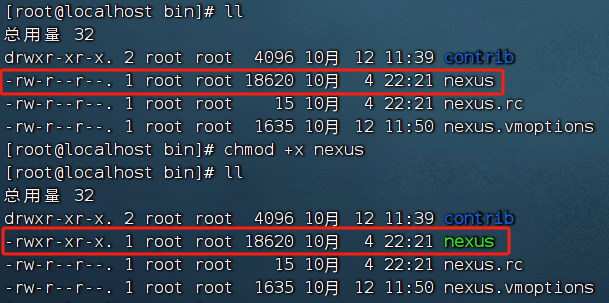 [root@localhost bin]# ll
总用量 32
drwxr-xr-x. 2 root root 4096 10月 12 11:39 contrib
-rw-r--r--. 1 root root 18620 10月 4 22:21 nexus
-rw-r--r--. 1 root root 15 10月 4 22:21 nexus.rc
-rw-r--r--. 1 root root 1635 10月 12 11:50 nexus.vmoptions
[root@localhost bin]# chmod +x nexus
[root@localhost bin]# ll
总用量 32
drwxr-xr-x. 2 root root 4096 10月 12 11:39 contrib
-rwxr-xr-x. 1 root root 18620 10月 4 22:21 nexus
-rw-r--r--. 1 root root 15 10月 4 22:21 nexus.rc
-rw-r--r--. 1 root root 1635 10月 12 11:50 nexus.vmoptions